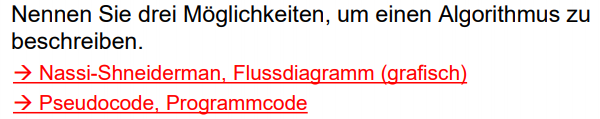 Nennen Sie drei Möglichkeiten, um einen Algorithmus zu
beschreiben.
→ Nassi-Shneiderman, Flussdiagramm (grafisch)
→ Pseudocode, Programmcode